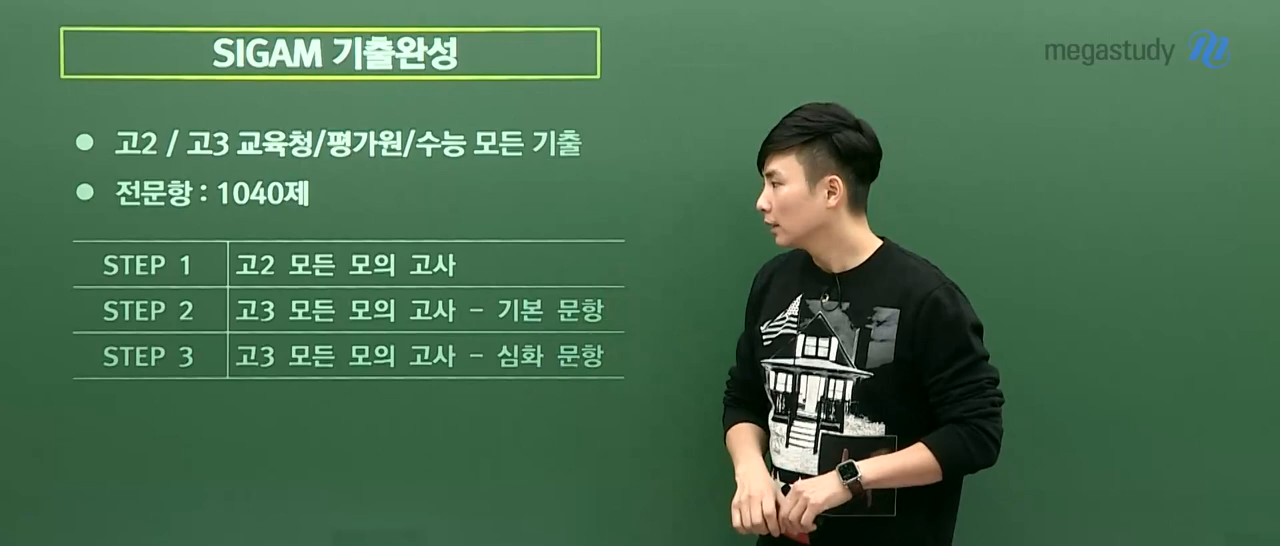 SIGAM 기출완성
megastudy
● 고2 / 고3 교육청/평가원/수능 모든 기출
● 전문항 : 1040제
STEP 1 고2 모든 모의 고사
STEP 2 고3 모든 모의 고사 - 기본 문항
STEP 3 고3 모든 모의 고사 - 심화 문항